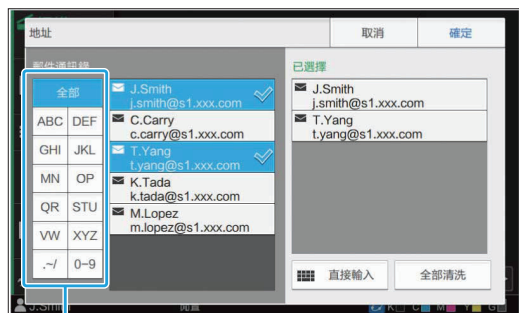 地址
取消
確定
郵件通訊錄
已選擇
全部
ABC DEF
GHI JKL
MN OP
QR STU
VW XYZ
.~/ 0-9
J.Smith
j.smith@s1.xxx.com
C.Carry
c.carry@s1.xxx.com
T.Yang
t.yang@s1.xxx.com
K.Tada
k.tada@s1.xxx.com
M.Lopez
m.lopez@s1.xxx.com
J.Smith
j.smith@s1.xxx.com
T.Yang
t.yang@s1.xxx.com
直接輸入
全部清洗
J.Smith
閒置
K C M Y G